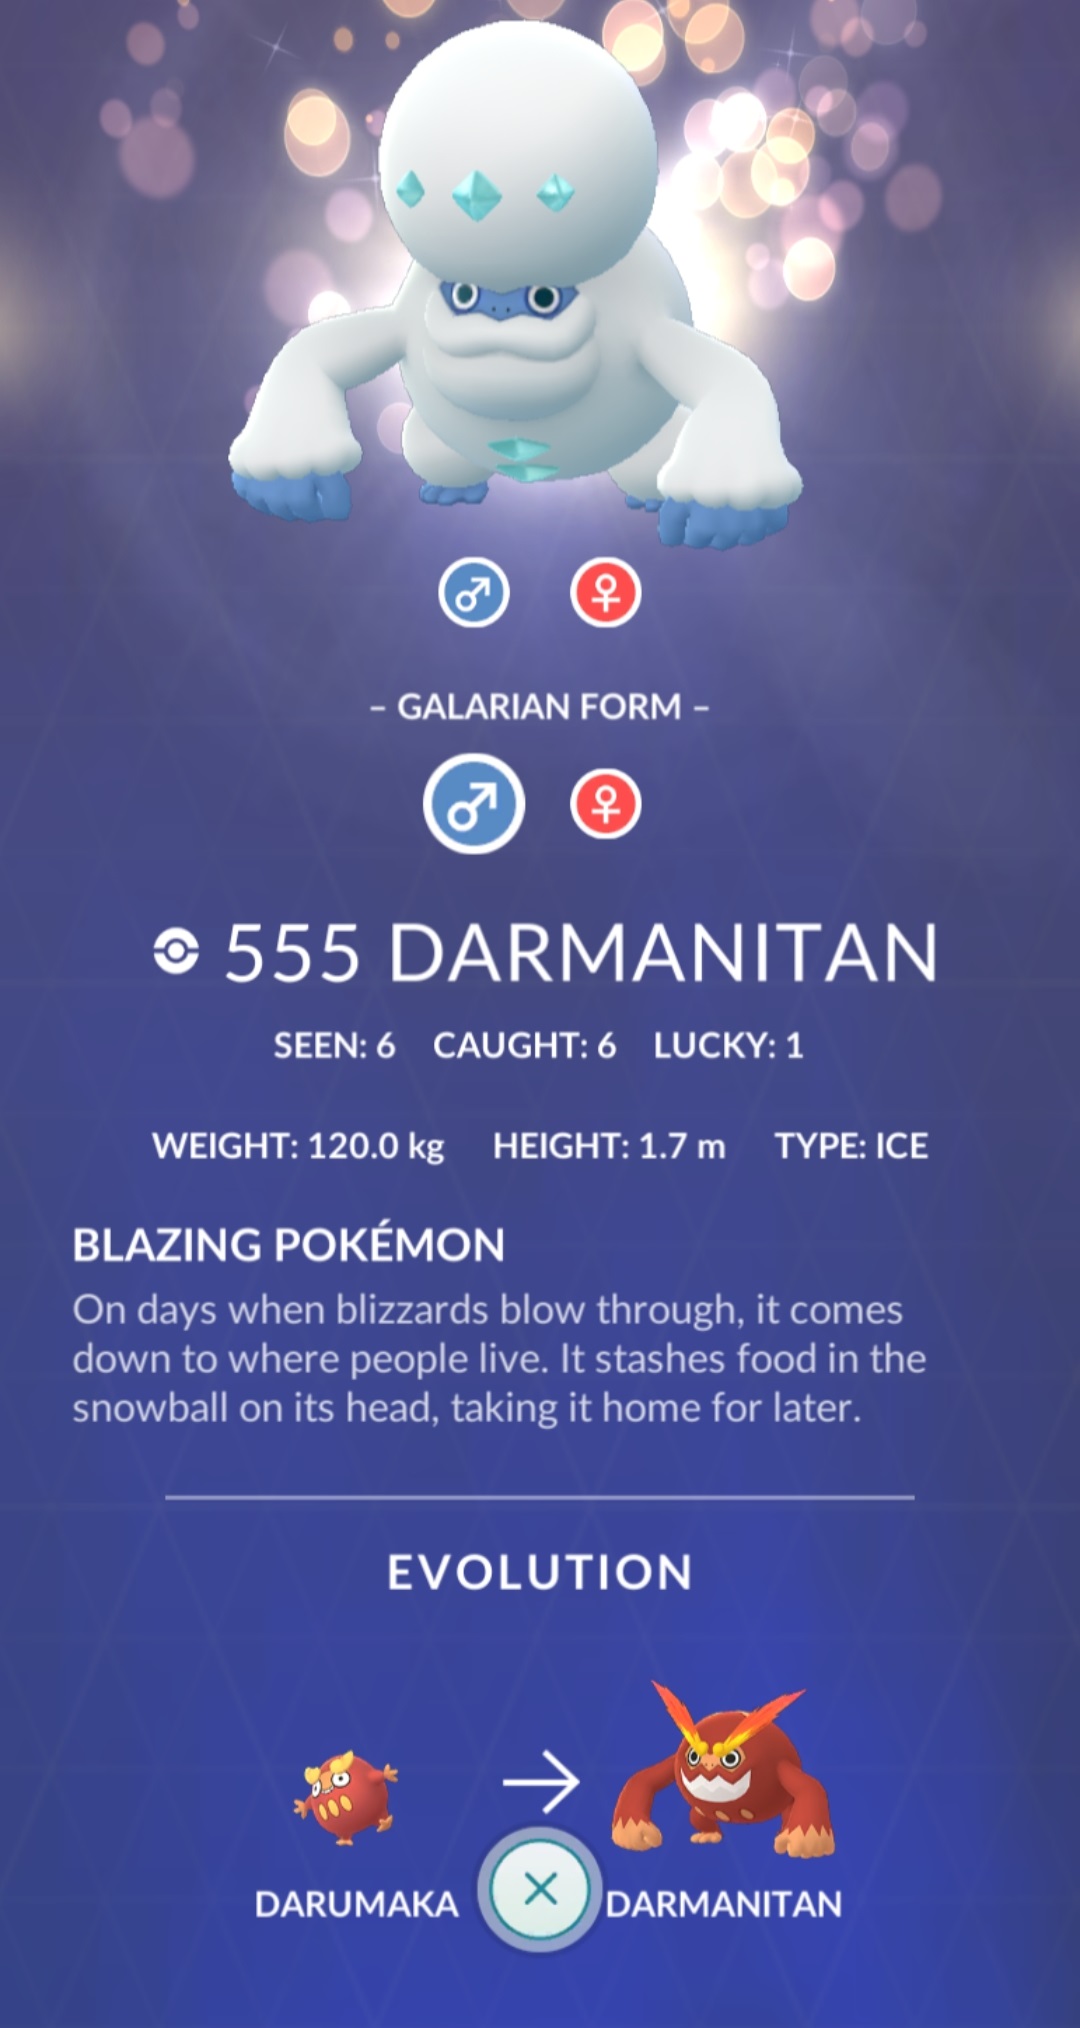 – GALARIAN FORM –
555 DARMANITAN
SEEN: 6 CAUGHT: 6 LUCKY: 1
WEIGHT: 120.0 kg HEIGHT: 1.7 m TYPE: ICE
BLAZING POKÉMON
On days when blizzards blow through, it comes
down to where people live. It stashes food in the
snowball on its head, taking it home for later.
EVOLUTION
DARUMAKA DARMANITAN